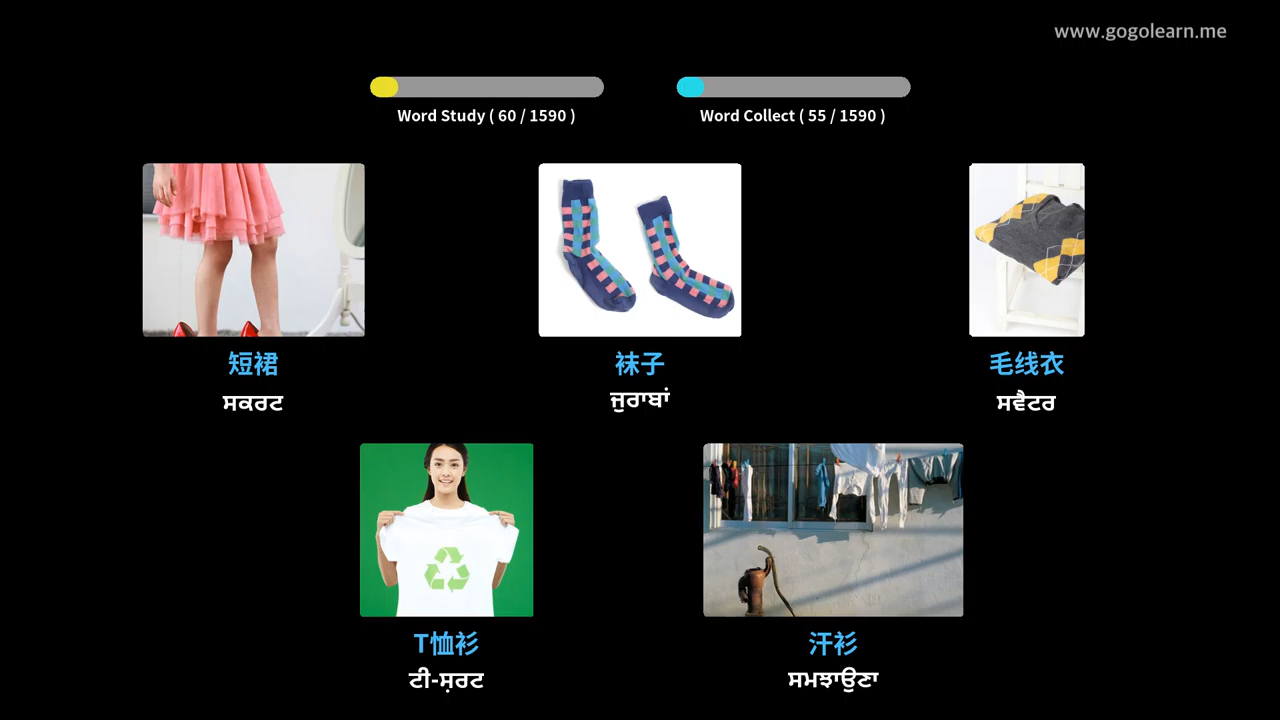 www.gogolearn.me
Word Study ( 60 / 1590 )
Word Collect ( 55 / 1590 )
短裙
ਸਕਰਟ
袜子
ਜੁਰਾਬਾਂ
毛线衣
ਸਵੈਟਰ
T恤衫
ਟੀ-ਸ਼ਰਟ
汗衫
ਸਮਝਾਉਣਾ